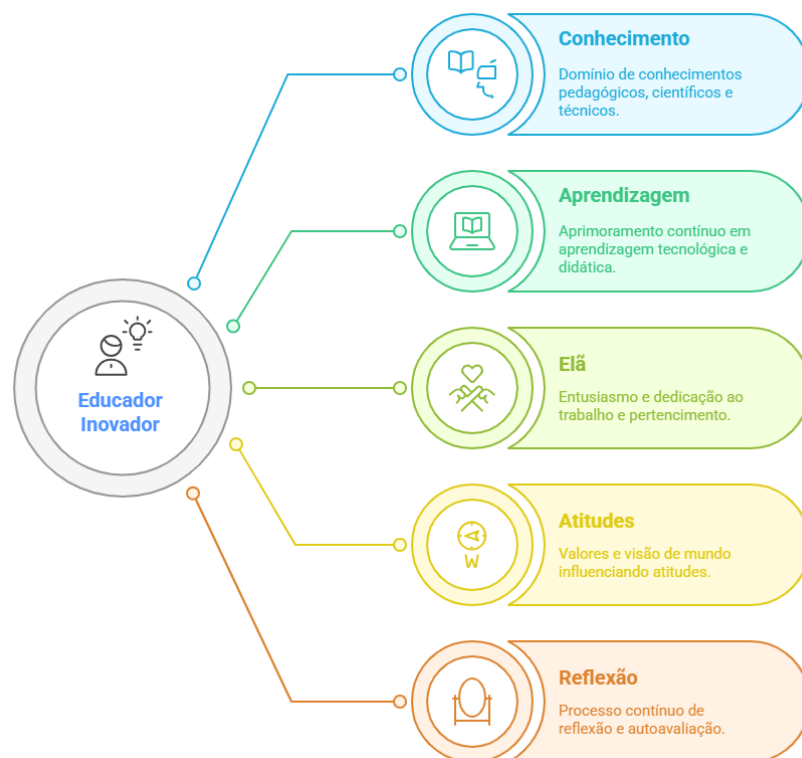 Conhecimento
Domínio de conhecimentos
pedagógicos, científicos e
técnicos.
Aprendizagem
Aprimoramento contínuo em
aprendizagem tecnológica e
didática.
Educador
Inovador
Elã
Entusiasmo e dedicação ao
trabalho e pertencimento.
Atitudes
Valores e visão de mundo
influenciando atitudes.
W
Reflexão
Processo contínuo de
reflexão e autoavaliação.